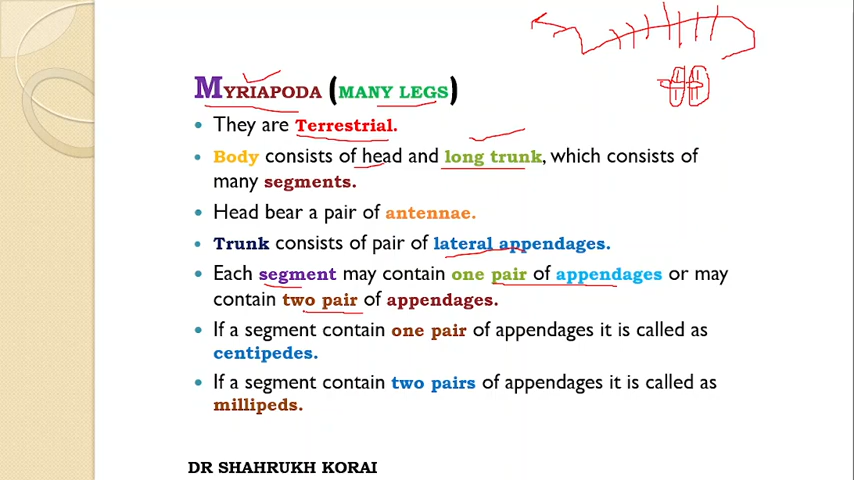 MYRIAPODA (MANY LEGS)
• They are Terrestrial.
• Body consists of head and long trunk, which consists of
many segments.
• Head bear a pair of antennae.
• Trunk consists of pair of lateral appendages.
• Each segment may contain one pair of appendages or may
contain two pair of appendages.
• If a segment contain one pair of appendages it is called as
centipedes.
• If a segment contain two pairs of appendages it is called as
millipeds.
DR SHAHRUKH KORAI